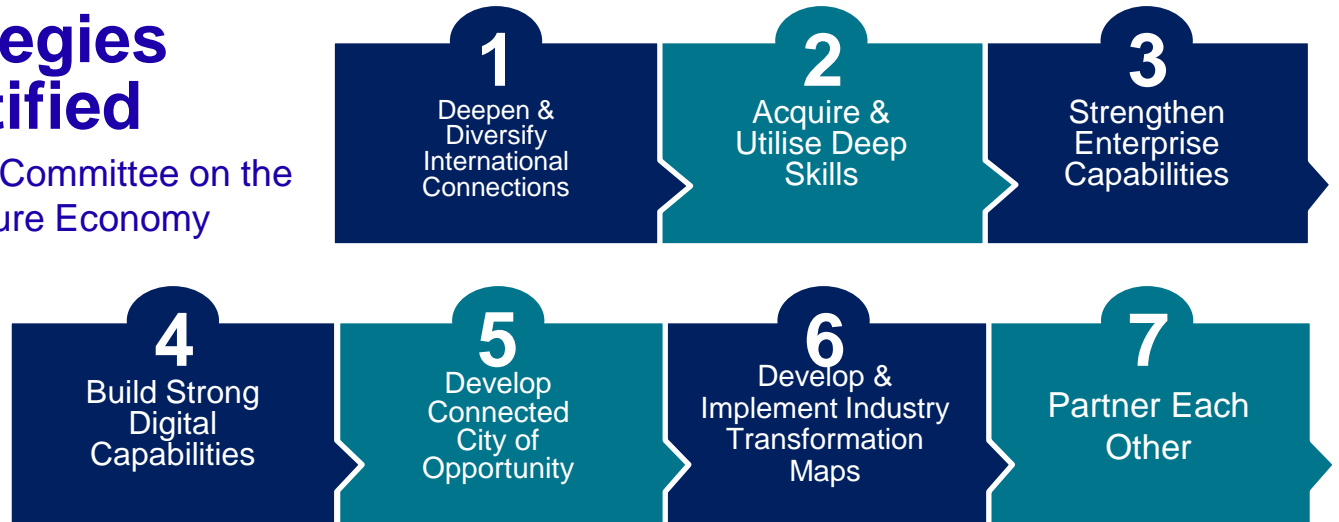 egies
tified
Committee on the
ure Economy
1
Deepen &
Diversify
International
Connections
2
Acquire &
Utilise Deep
Skills
3
Strengthen
Enterprise
Capabilities
4
Build Strong
Digital
Capabilities
5
Develop
Connected
City of
Opportunity
6
Develop &
Implement Industry
Transformation
Maps
7
Partner Each
Other